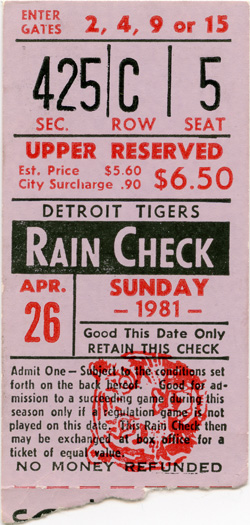 ENTER GATES 2, 4, 9 or 15
425 C 5
SEC. ROW SEAT
UPPER RESERVED
Est. Price $5.60
City Surcharge .90 $6.50
DETROIT TIGERS
RAIN CHECK
APR. 26 SUNDAY
— 1981 —
Good This Date Only
RETAIN THIS CHECK
Admit One— Subject to the conditions set
forth on the back hereof. Good for ad-
mission to a succeeding game during this
season only if a regulation game is not
played on this date. This Rain Check then
may be exchanged at box office for a
ticket of equal value.
NO MONEY REFUNDED